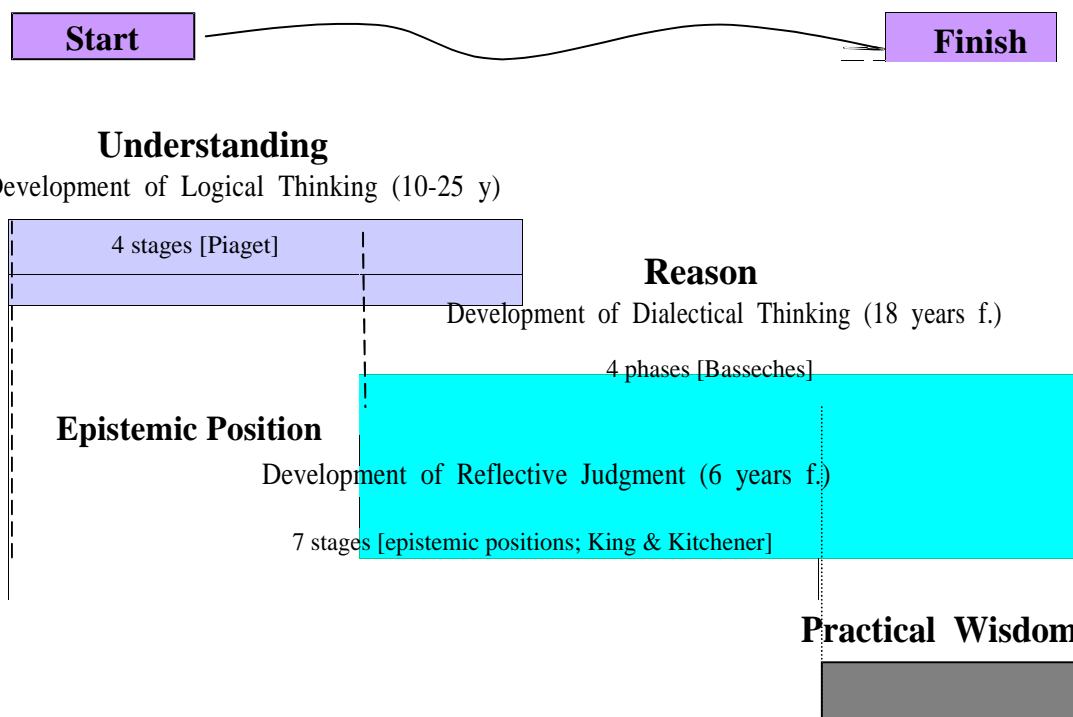 Start
Finish
Understanding
Development of Logical Thinking (10-25 y)
4 stages [Piaget]
Reason
Development of Dialectical Thinking (18 years f.)
4 phases [Basseches]
Epistemic Position
Development of Reflective Judgment (6 years f.)
7 stages [epistemic positions; King & Kitchener]
Practical Wisdom